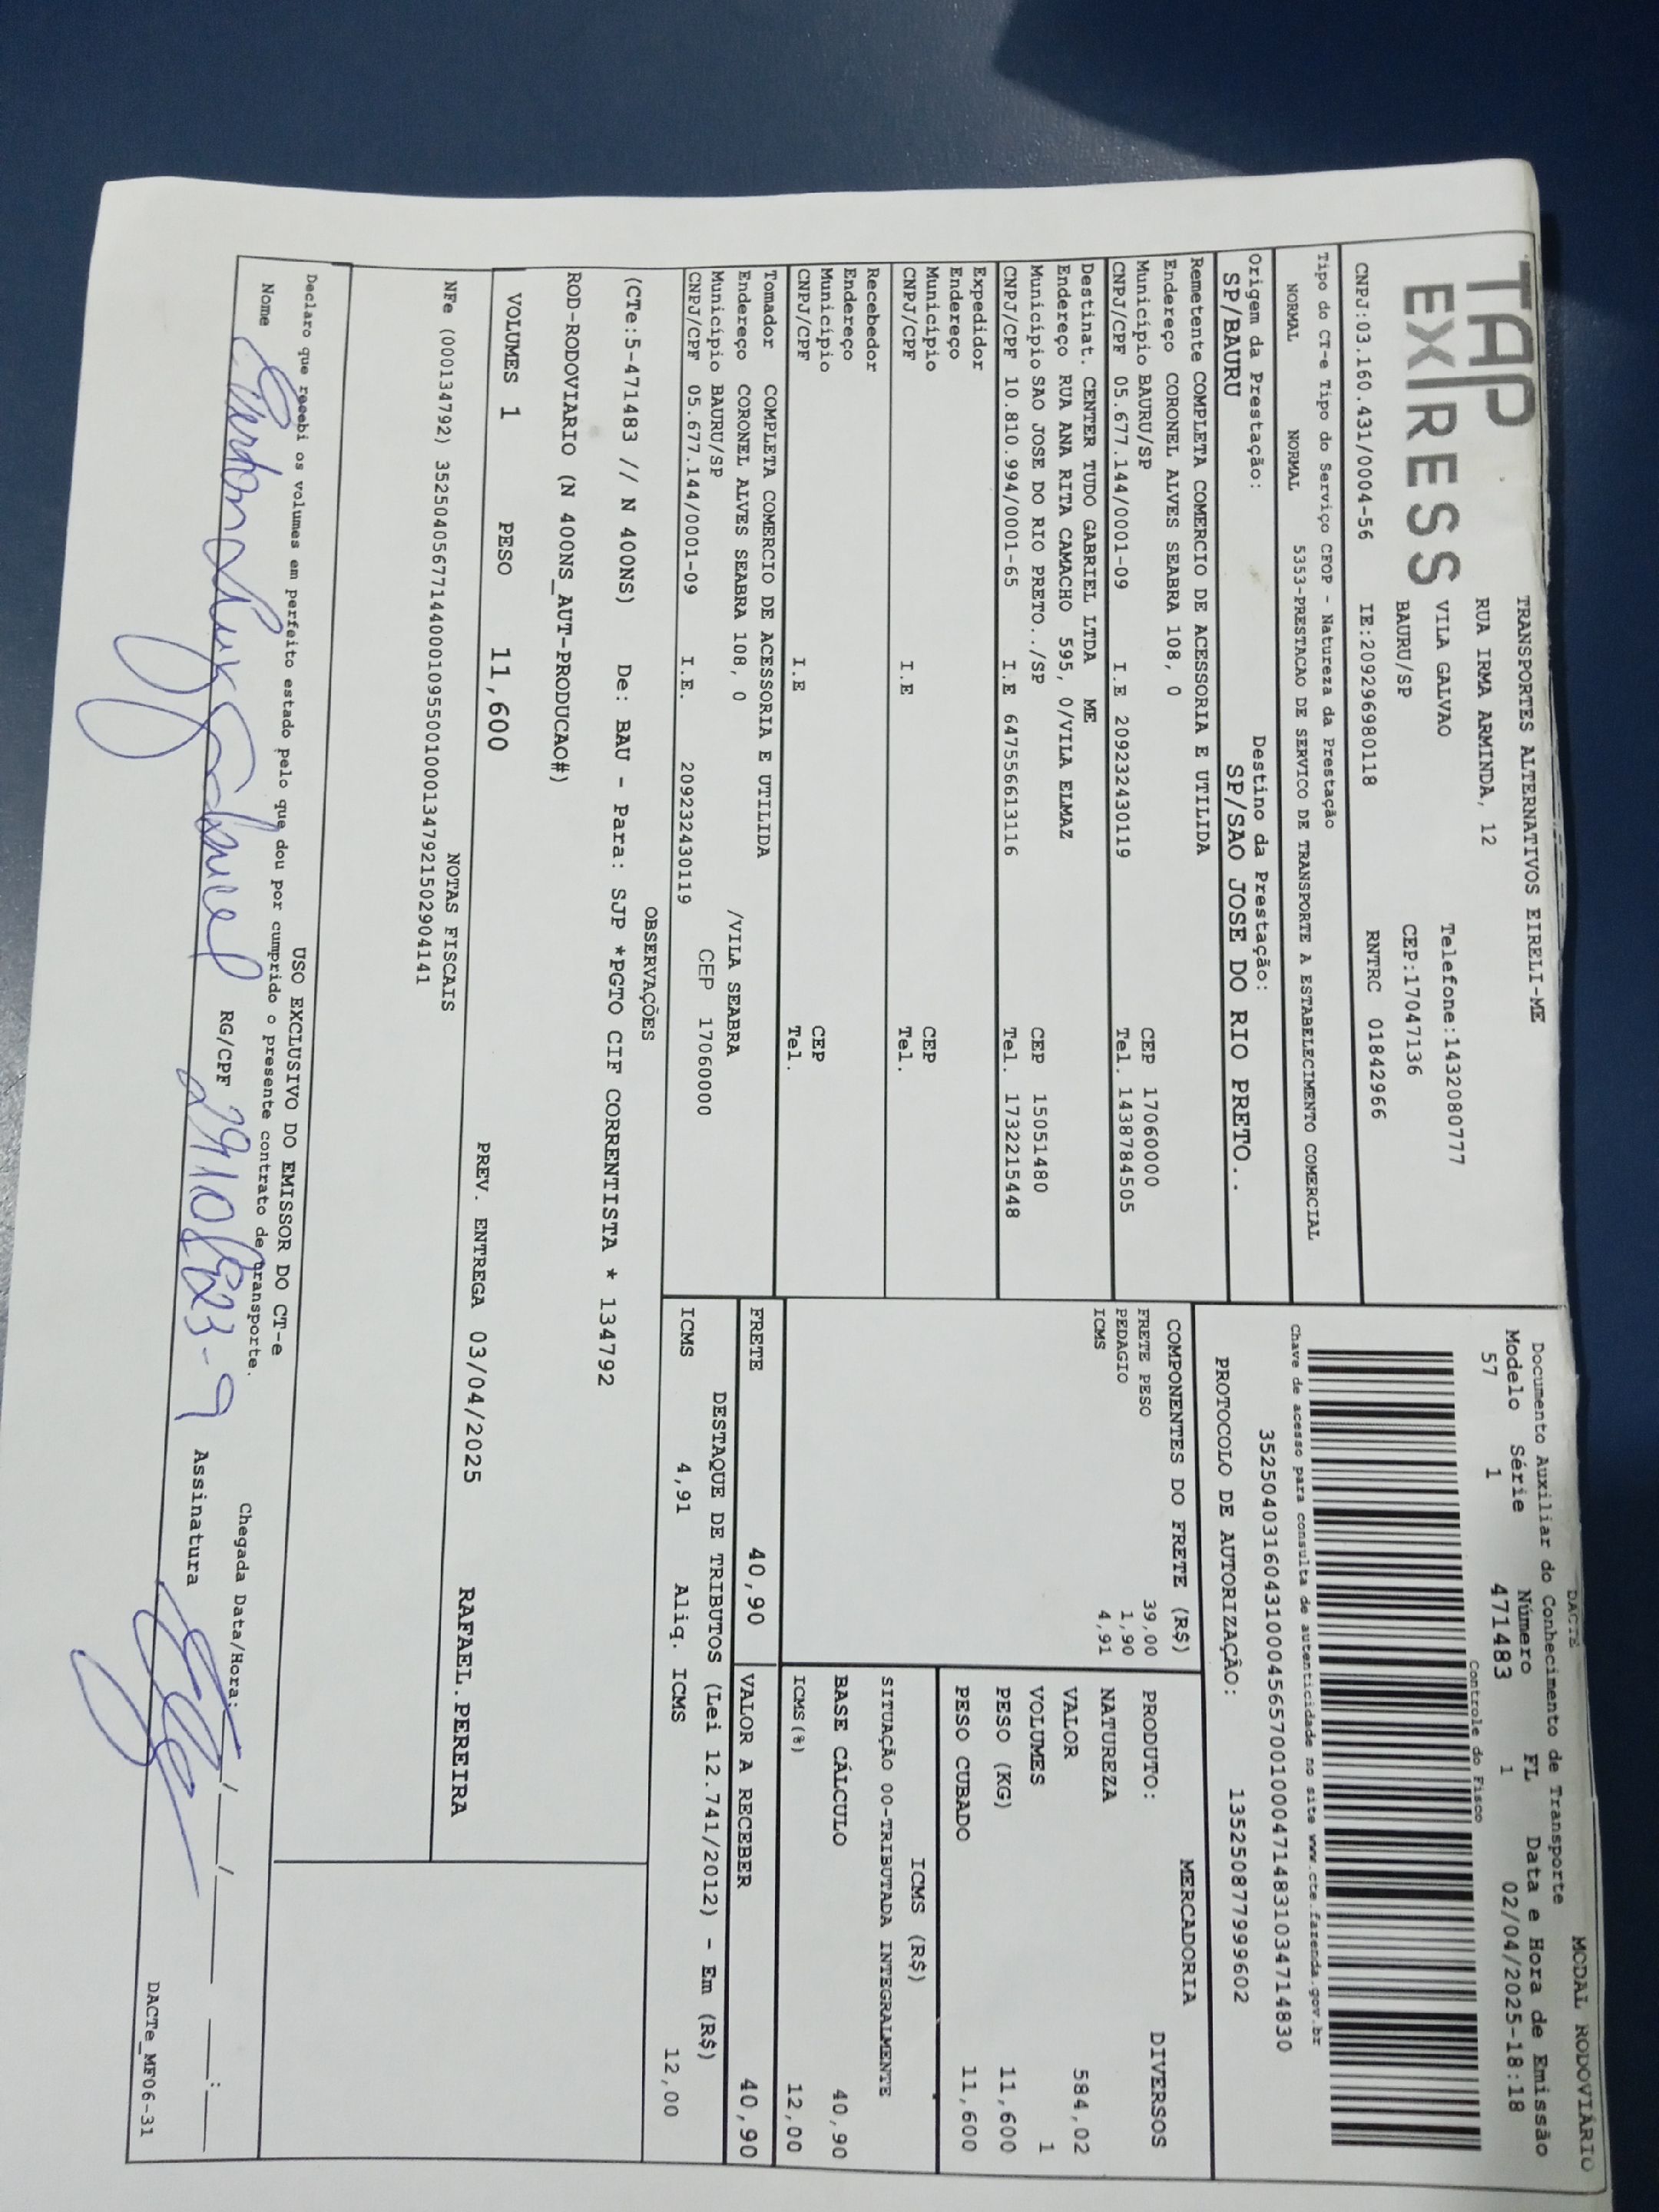 TAP
EXPRESS
TRANSPORTES ALTERNATIVOS EIRELI-ME
RUA IRMA ARMINDA, 12
VILA GALVAO Telefone:1432080777
BAURU/SP CEP:17047136
CNPJ:03.160.431/0004-56 IE:209296980118 RNTRC 01842966
Tipo do CT-e Tipo do Serviço CFOP - Natureza da Prestação
NORMAL NORMAL 5353-PRESTACAO DE SERVICO DE TRANSPORTE A ESTABELECIMENTO COMERCIAL
Origem da Prestação: Destino da Prestação:
SP/BAURU SP/SAO JOSE DO RIO PRETO..
DACTE MODAL RODOVIÁRIO
Documento Auxiliar do Conhecimento de Transporte
Modelo Série Número FL Data e Hora de Emissão
57 1 471483 1 02/04/2025-18:18
Controle do Fisco
Chave de acesso para consulta de autenticidade no site www.cte.fazenda.gov.br
35250403160431000456570010004714831034714830
PROTOCOLO DE AUTORIZAÇÃO: 135250877999602
Remetente COMPLETA COMERCIO DE ACESSORIA E UTILIDA
Endereço CORONEL ALVES SEABRA 108, 0
Município BAURU/SP CEP 17060000
CNPJ/CPF 05.677.144/0001-09 I.E 209232430119 Tel. 1438784505
Destinat. CENTER TUDO GABRIEL LTDA ME
Endereço RUA ANA RITA CAMACHO 595, 0/VILA ELMAZ
Município SAO JOSE DO RIO PRETO../SP CEP 15051480
CNPJ/CPF 10.810.994/0001-65 I.E 647556613116 Tel. 1732215448
Expedidor
Endereço
Município CEP
CNPJ/CPF I.E Tel.
Recebedor
Endereço
Município CEP
CNPJ/CPF I.E Tel.
Tomador COMPLETA COMERCIO DE ACESSORIA E UTILIDA
Endereço CORONEL ALVES SEABRA 108, 0 /VILA SEABRA
Município BAURU/SP CEP 17060000
CNPJ/CPF 05.677.144/0001-09 I.E. 209232430119
COMPONENTES DO FRETE (R$)
FRETE PESO 39,00
PEDAGIO 1,90
ICMS 4,91
MERCADORIA
PRODUTO: DIVERSOS
NATUREZA
VALOR 584,02
VOLUMES 1
PESO (KG) 11,600
PESO CUBADO 11,600
ICMS (R$)
SITUAÇÃO 00-TRIBUTADA INTEGRALMENTE
BASE CÁLCULO 40,90
ICMS(%) 12,00
FRETE 40,90 VALOR A RECEBER 40,90
DESTAQUE DE TRIBUTOS (Lei 12.741/2012) - Em (R$)
ICMS 4,91 Aliq. ICMS 12,00
OBSERVAÇÕES
(CTe:5-471483 // N 400NS) De: BAU - Para: SJP *PGTO CIF CORRENTISTA * 134792
ROD-RODOVIARIO (N 400NS_AUT-PRODUCAO#)
VOLUMES 1 PESO 11,600 PREV. ENTREGA 03/04/2025 RAFAEL.PEREIRA
NOTAS FISCAIS
NFe (000134792) 35250405677144000109550010001347921502904141
USO EXCLUSIVO DO EMISSOR DO CT-e
Declaro que recebi os volumes em perfeito estado pelo que dou por cumprido o presente contrato de transporte.
Chegada Data/Hora: / / :
Nome RG/CPF Assinatura
DACTe_MF06-31